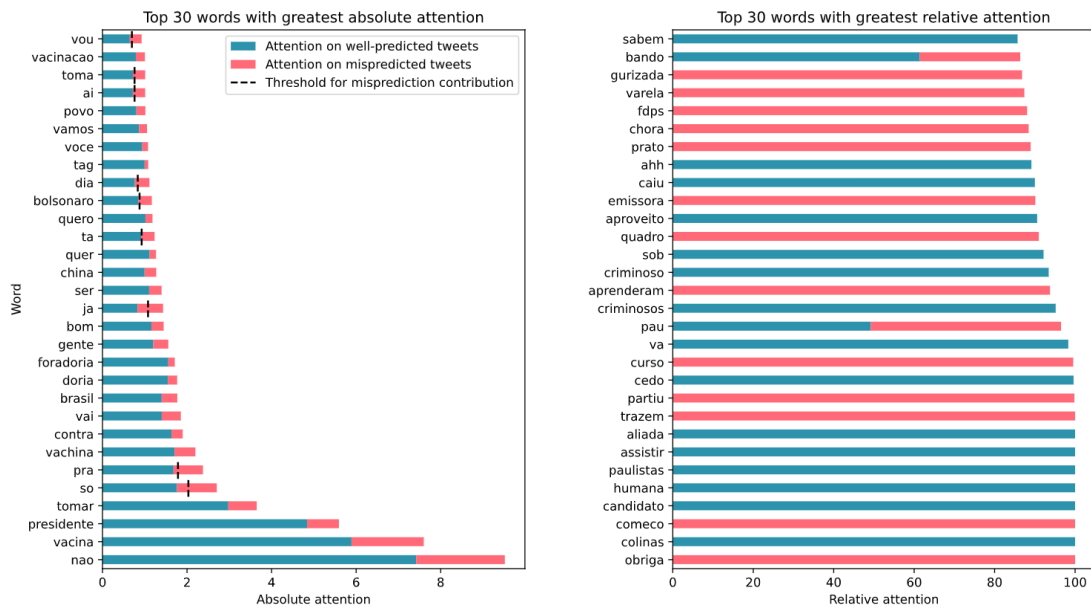 Top 30 words with greatest absolute attention
Attention on well-predicted tweets
Attention on mispredicted tweets
Threshold for misprediction contribution
Word
vou
vacinacao
toma
ai
povo
vamos
voce
tag
dia
bolsonaro
quero
ta
quer
china
ser
ja
bom
gente
foradoria
doria
brasil
vai
contra
vachina
pra
so
tomar
presidente
vacina
nao
0 2 4 6 8
Absolute attention
Top 30 words with greatest relative attention
sabem
bando
gurizada
varela
fdps
chora
prato
ahh
caiu
emissora
aproveito
quadro
sob
criminoso
aprenderam
criminosos
pau
va
curso
cedo
partiu
trazem
aliada
assistir
paulistas
humana
candidato
comeco
colinas
obriga
0 20 40 60 80 100
Relative attention